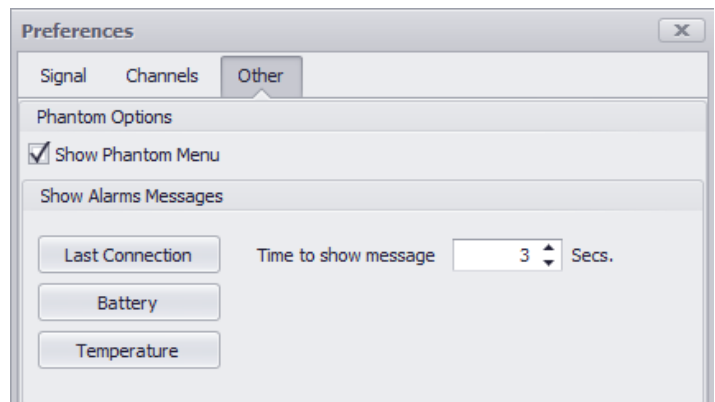 Preferences
Signal Channels Other
Phantom Options
Show Phantom Menu
Show Alarms Messages
Last Connection Time to show message 3 Secs.
Battery
Temperature